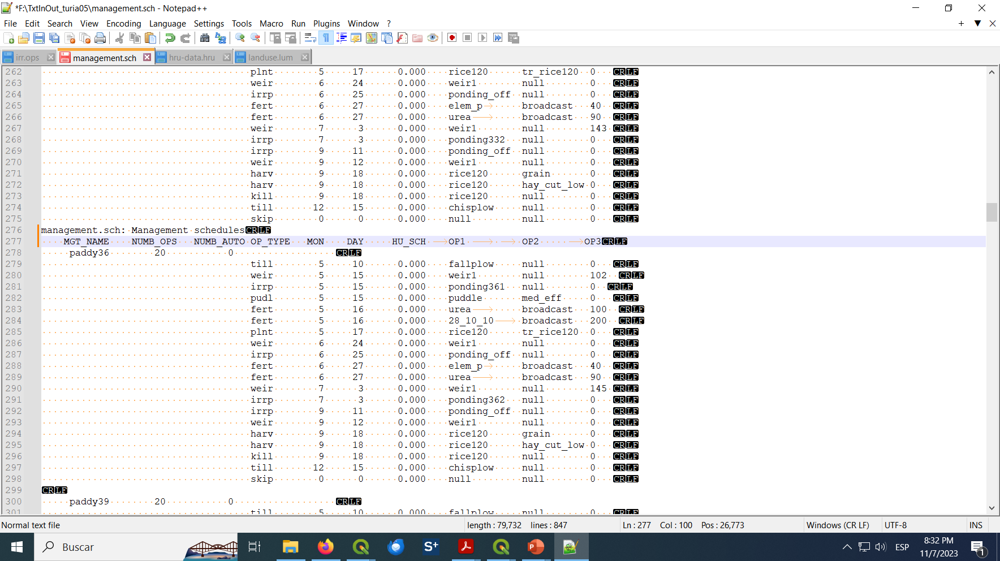 *F:\TxtInOut_turia05\management.sch - Notepad++
File Edit Search View Encoding Language Settings Tools Macro Run Plugins Window ?
irr.ops management.sch hru-data.hru landuse.lum
262 plnt 5 17 0.000 rice120 tr_rice120 0 CRLF
263 weir 6 24 0.000 weir1 null 0 CRLF
264 irrp 6 25 0.000 ponding_off null 0 CRLF
265 fert 6 27 0.000 elem_p broadcast 40 CRLF
266 fert 6 27 0.000 urea broadcast 90 CRLF
267 weir 7 3 0.000 weir1 null 143 CRLF
268 irrp 7 3 0.000 ponding332 null 0 CRLF
269 irrp 9 11 0.000 ponding_off null 0 CRLF
270 weir 9 12 0.000 weir1 null 0 CRLF
271 harv 9 18 0.000 rice120 grain 0 CRLF
272 harv 9 18 0.000 rice120 hay_cut_low 0 CRLF
273 kill 9 18 0.000 rice120 null 0 CRLF
274 till 12 15 0.000 chisplow null 0 CRLF
275 skip 0 0 0.000 null null 0 CRLF
276 management.sch: Management schedulesCRLF
277 MGT_NAME NUMB_OPS NUMB_AUTO OP_TYPE MON DAY HU_SCH OP1 OP2 OP3CRLF
278 paddy36 20 0 CRLF
279 till 5 10 0.000 fallplow null 0 CRLF
280 weir 5 15 0.000 weir1 null 102 CRLF
281 irrp 5 15 0.000 ponding361 null 0 CRLF
282 pudl 5 15 0.000 puddle med_eff 0 CRLF
283 fert 5 16 0.000 urea broadcast 100 CRLF
284 fert 5 16 0.000 28_10_10 broadcast 200 CRLF
285 plnt 5 17 0.000 rice120 tr_rice120 0 CRLF
286 weir 6 24 0.000 weir1 null 0 CRLF
287 irrp 6 25 0.000 ponding_off null 0 CRLF
288 fert 6 27 0.000 elem_p broadcast 40 CRLF
289 fert 6 27 0.000 urea broadcast 90 CRLF
290 weir 7 3 0.000 weir1 null 145 CRLF
291 irrp 7 3 0.000 ponding362 null 0 CRLF
292 irrp 9 11 0.000 ponding_off null 0 CRLF
293 weir 9 12 0.000 weir1 null 0 CRLF
294 harv 9 18 0.000 rice120 grain 0 CRLF
295 harv 9 18 0.000 rice120 hay_cut_low 0 CRLF
296 kill 9 18 0.000 rice120 null 0 CRLF
297 till 12 15 0.000 chisplow null 0 CRLF
298 skip 0 0 0.000 null null 0 CRLF
299 CRLF
300 paddy39 20 0 CRLF
301 till 5 10 0.000 fallplow null 0 CRLF
Normal text file length : 79,732 lines : 847 Ln : 277 Col : 100 Pos : 26,773 Windows (CR LF) UTF-8 INS
Buscar S+ P ESP 8:32 PM
11/7/2023 1